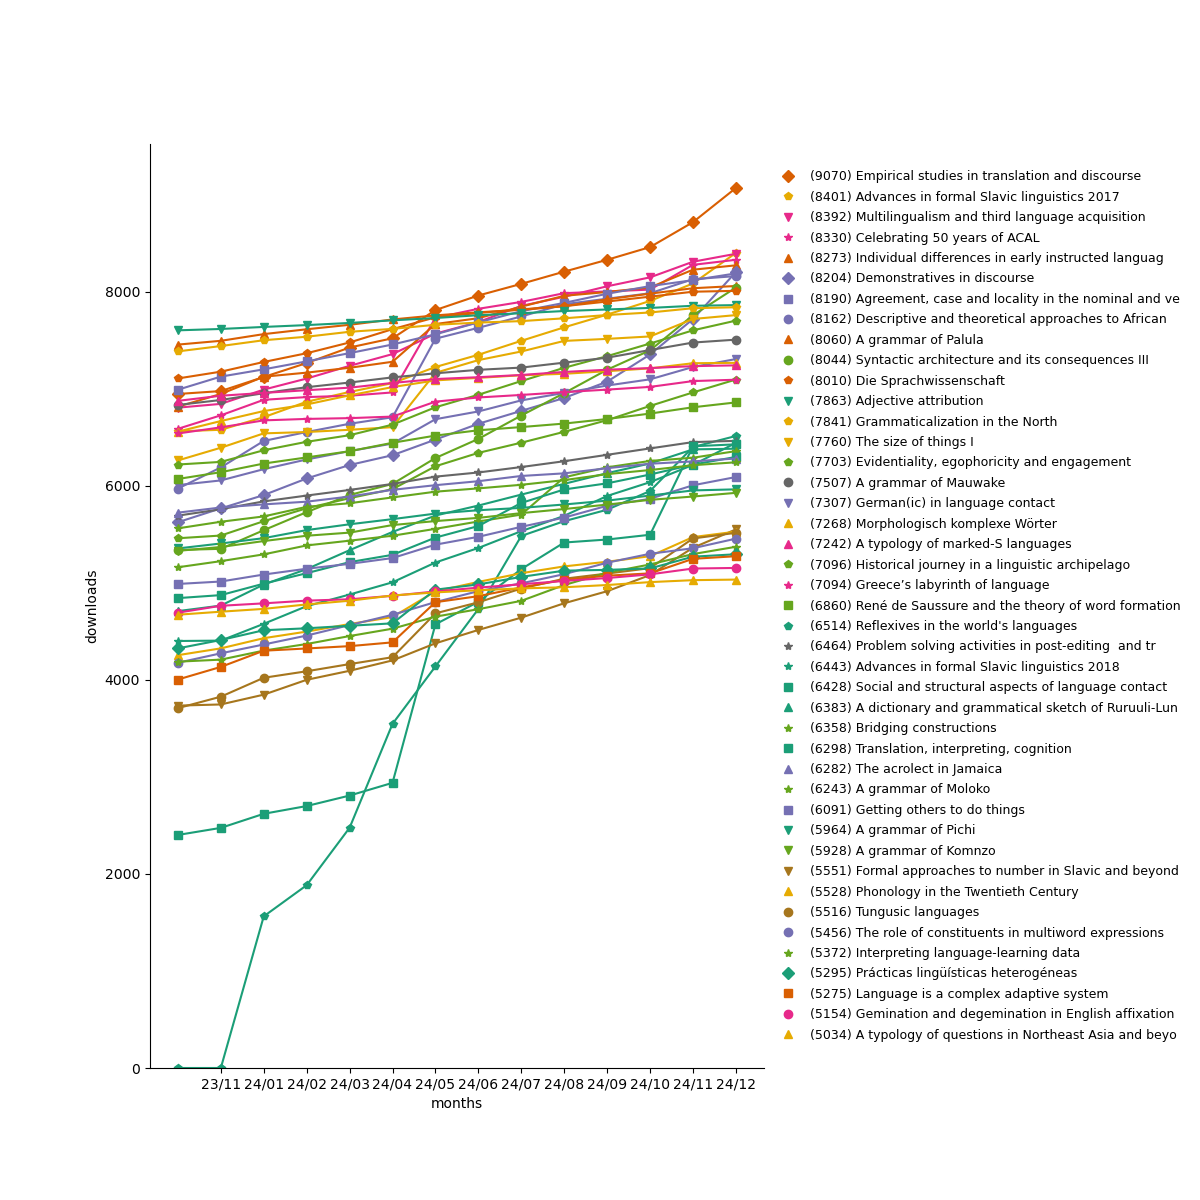 (9070) Empirical studies in translation and discourse
(8401) Advances in formal Slavic linguistics 2017
(8392) Multilingualism and third language acquisition
(8330) Celebrating 50 years of ACAL
(8273) Individual differences in early instructed languag
(8204) Demonstratives in discourse
(8190) Agreement, case and locality in the nominal and ve
(8162) Descriptive and theoretical approaches to African
(8060) A grammar of Papula
(8044) Syntactic architecture and its consequences III
(8010) Die Sprachwissenschaft
(7863) Adjective attribution
(7841) Grammaticalization in the North
(7760) The size of things I
(7703) Evidentiality, egophoricity and engagement
(7507) A grammar of Mauwake
(7307) German(ic) in language contact
(7268) Morphologisch komplexe Wörter
(7242) A typology of marked-S languages
(7096) Historical journey in a linguistic archipelago
(7094) Greece's labyrinth of language
(6860) René de Saussure and the theory of word formation
(6514) Reflexives in the world's languages
(6464) Problem solving activities in post-editing  and tr
(6443) Advances in formal Slavic linguistics 2018
(6428) Social and structural aspects of language contact
(6383) A dictionary and grammatical sketch of Ruruuli-Lun
(6358) Bridging constructions
(6298) Translation, interpreting, cognition
(6282) The acrolect in Jamaica
(6243) A grammar of Moloko
(6091) Getting others to do things
(5964) A grammar of Pichi
(5928) A grammar of Komnzo
(5551) Formal approaches to number in Slavic and beyond
(5528) Phonology in the Twentieth Century
(5516) Tungusic languages
(5456) The role of constituents in multiword expressions
(5372) Interpreting language-learning data
(5295) Prácticas lingüísticas heterogéneas
(5275) Language is a complex adaptive system
(5154) Gemination and degemination in English affixation
(5034) A typology of questions in Northeast Asia and beyo
8000
6000
4000
2000
0
downloads
23/11 24/01 24/02 24/03 24/04 24/05 24/06 24/07 24/08 24/09 24/10 24/11 24/12
months